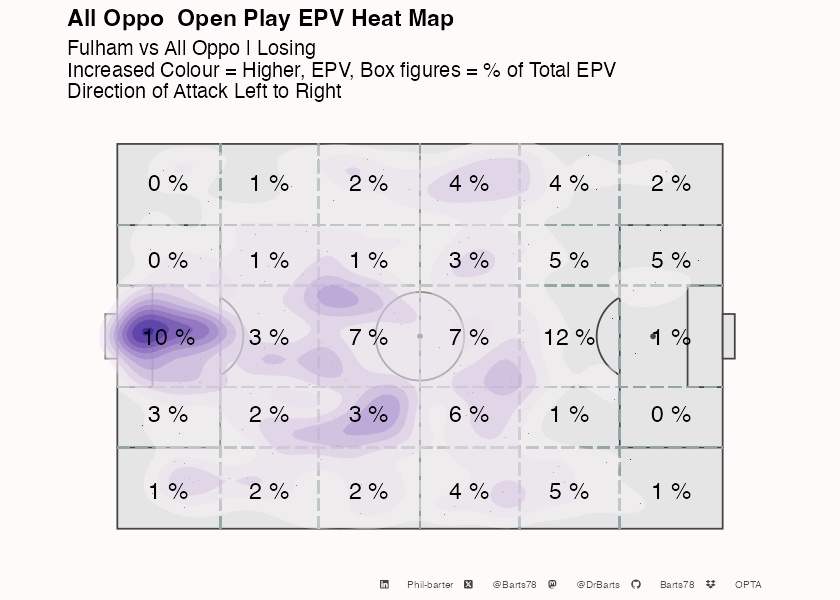 All Oppo  Open Play EPV Heat Map
Fulham vs All Oppo | Losing
Increased Colour = Higher, EPV, Box figures = % of Total EPV
Direction of Attack Left to Right
0 % 1 % 2 % 4 % 4 % 2 %
0 % 1 % 1 % 3 % 5 % 5 %
10 % 3 % 7 % 7 % 12 % 1 %
3 % 2 % 3 % 6 % 1 % 0 %
1 % 2 % 2 % 4 % 5 % 1 %
Phil-barter @Barts78 @DrBarts Barts78 OPTA